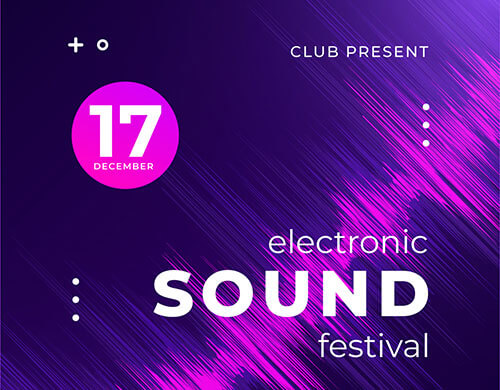 CLUB PRESENT
17
DECEMBER
electronic
SOUND
festival